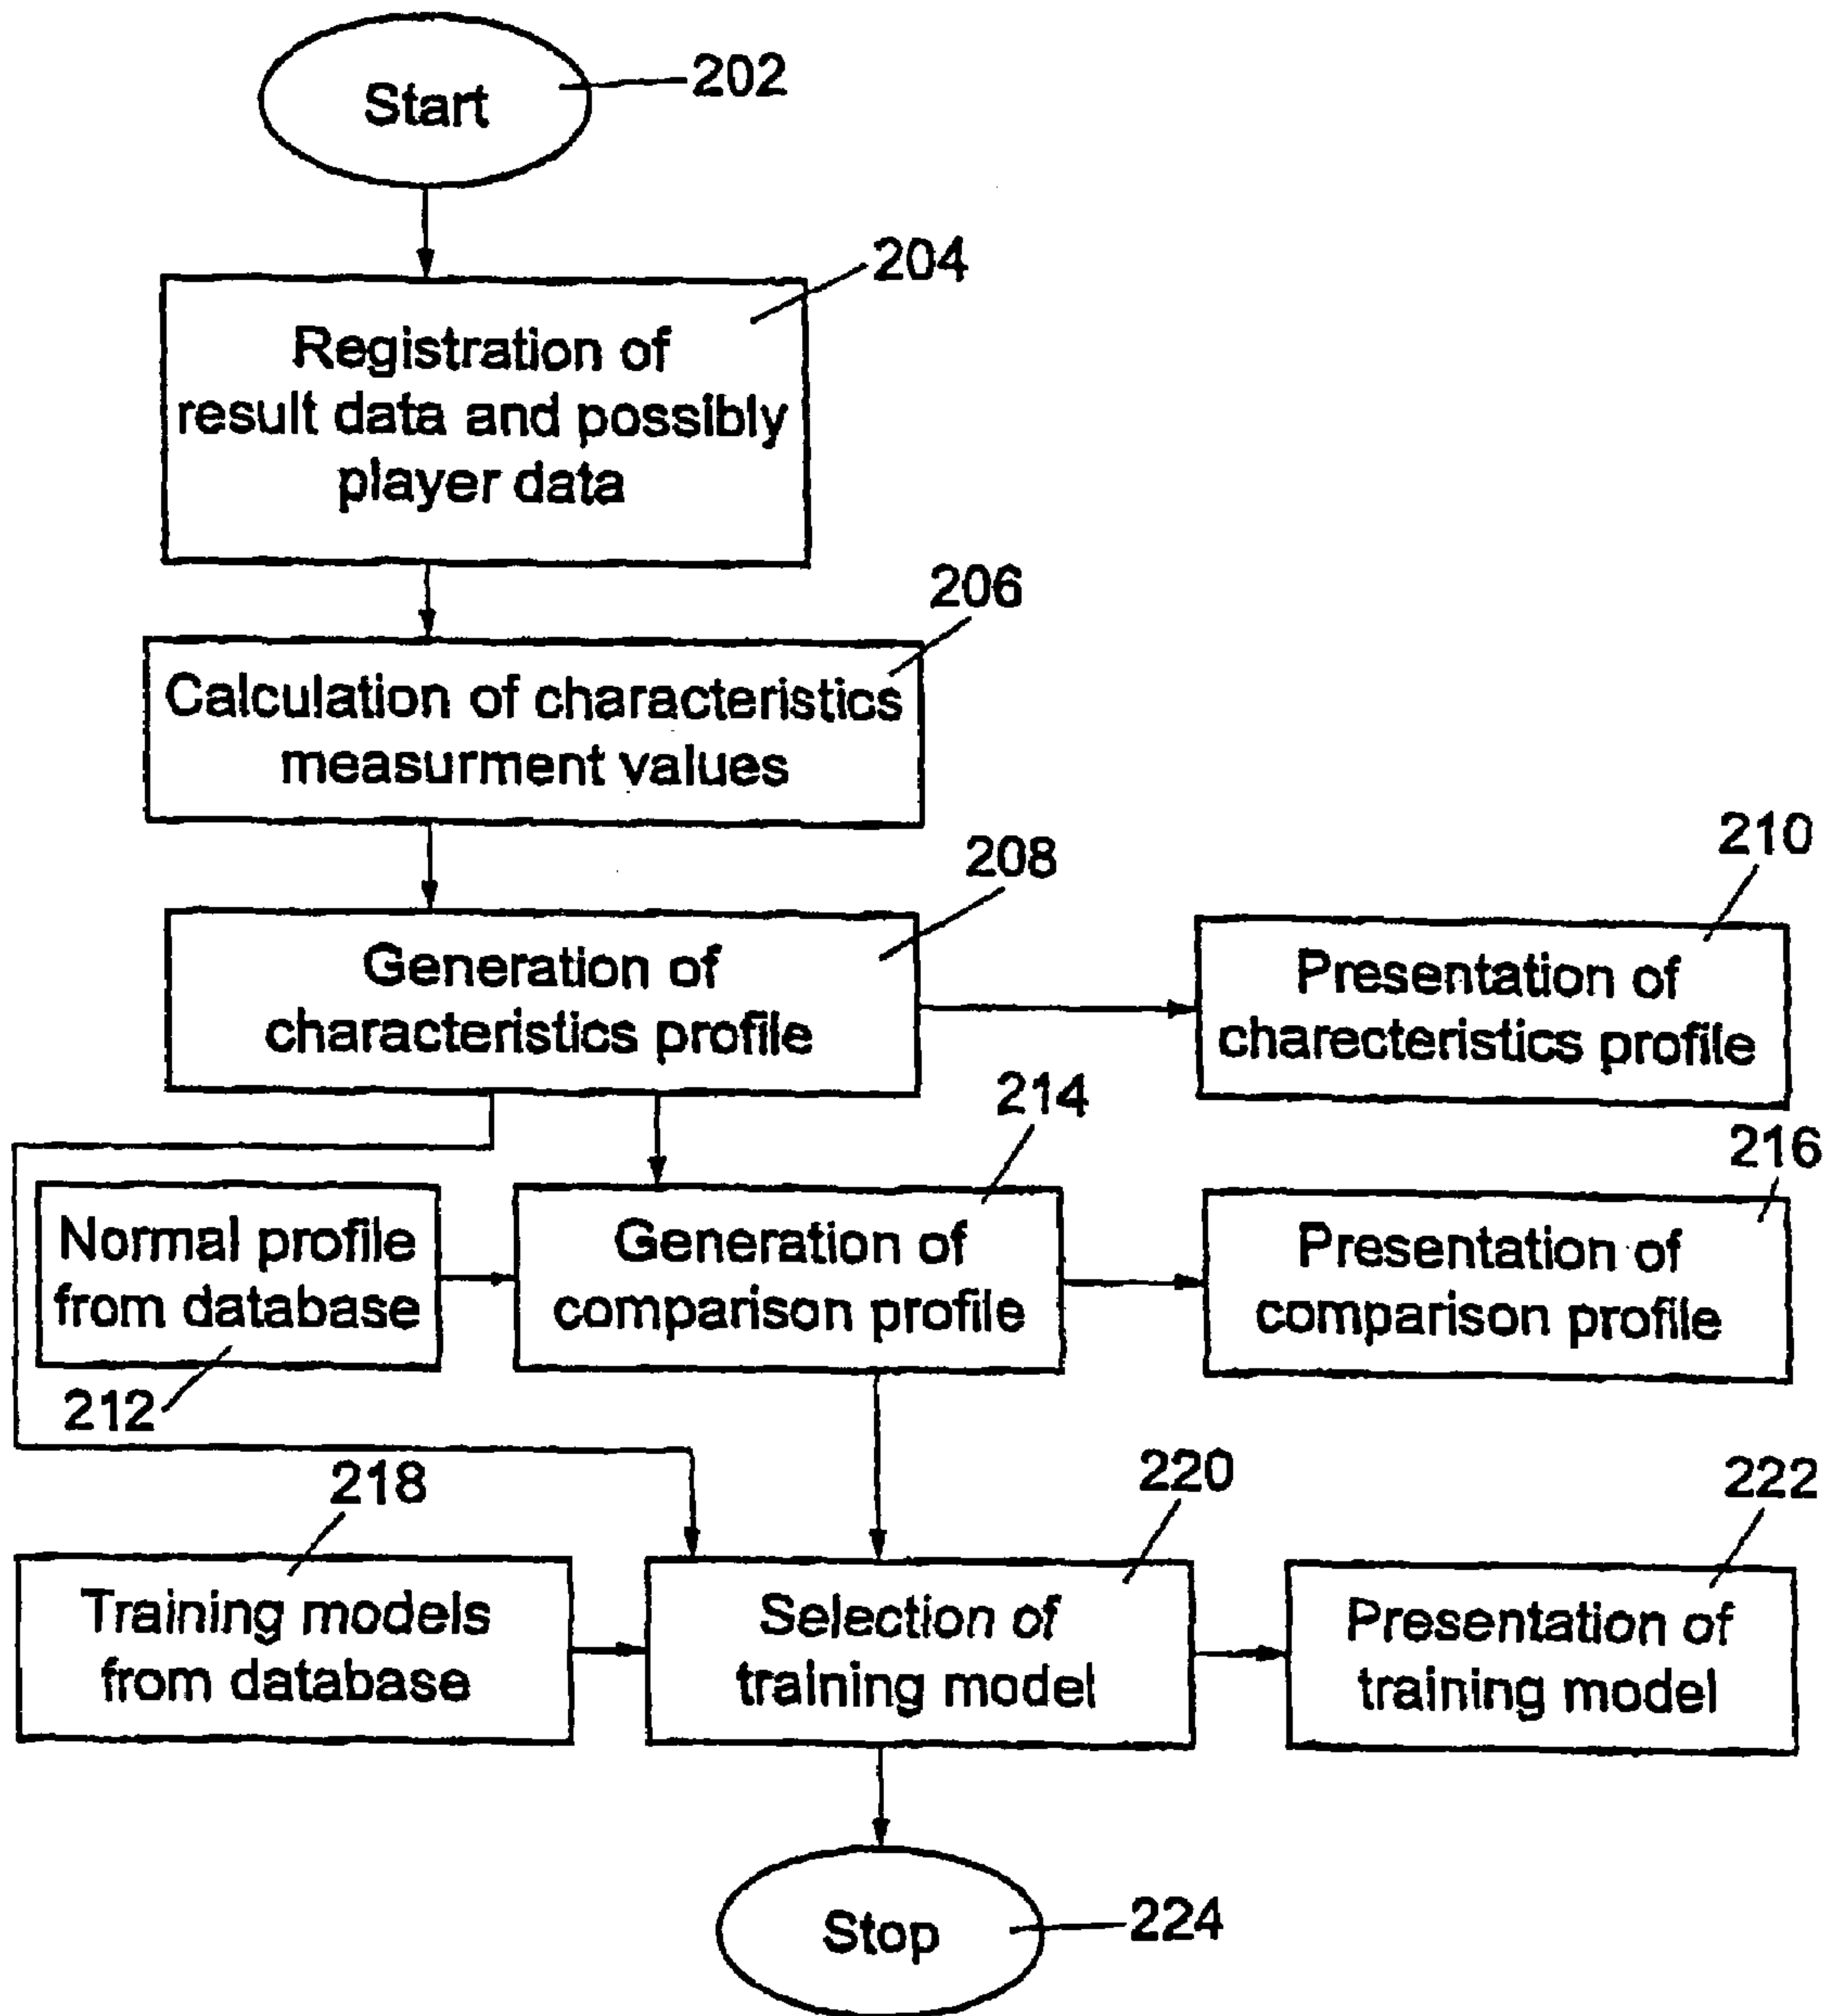 Start
202
204
Registration of
result data and possibly
player data
206
Calculation of characteristics
measurment values
208
Generation of
characteristics profile
210
Presentation of
charecteristics profile
214
216
Normal profile
from database
212
Generation of
comparison profile
Presentation of
comparison profile
218
220
222
Training models
from database
Selection of
training model
Presentation of
training model
Stop
224